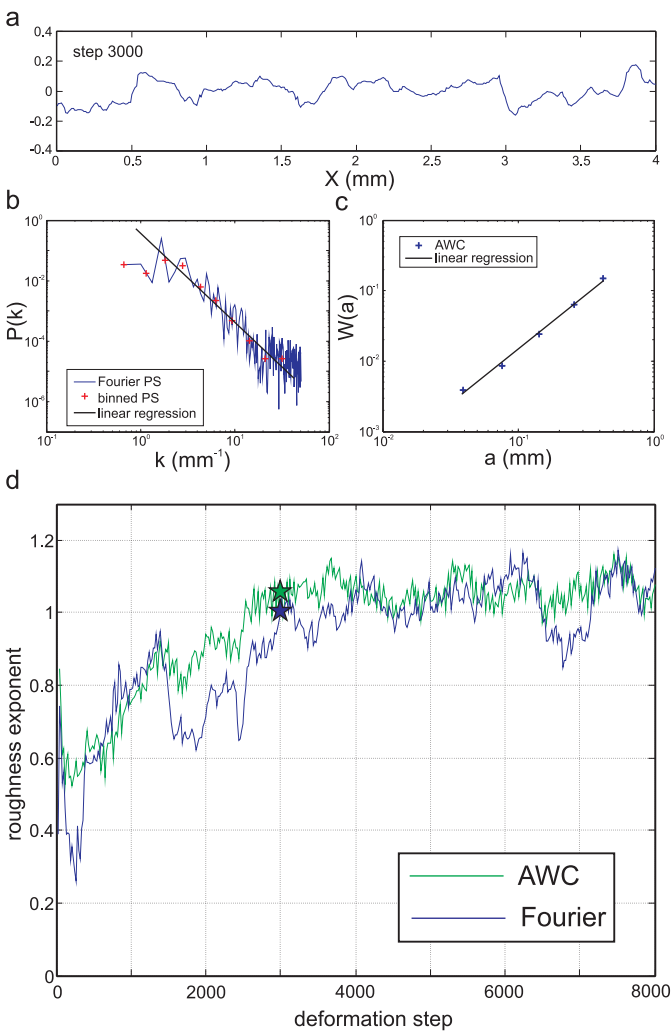 a
step 3000
0.4
0.2
0
-0.2
-0.4
0 0.5 1 1.5 2 2.5 3 3.5 4
X (mm)
b
10^0
10^-2
10^-4
10^-6
P(k)
Fourier PS
binned PS
linear regression
10^-1 10^0 10^1 10^2
k (mm^-1)
c
10^0
10^-1
10^-2
10^-3
W(a)
AWC
linear regression
10^-2 10^-1 10^0
a (mm)
d
1.2
1
0.8
0.6
0.4
0.2
0
roughness exponent
AWC
Fourier
0 2000 4000 6000 8000
deformation step